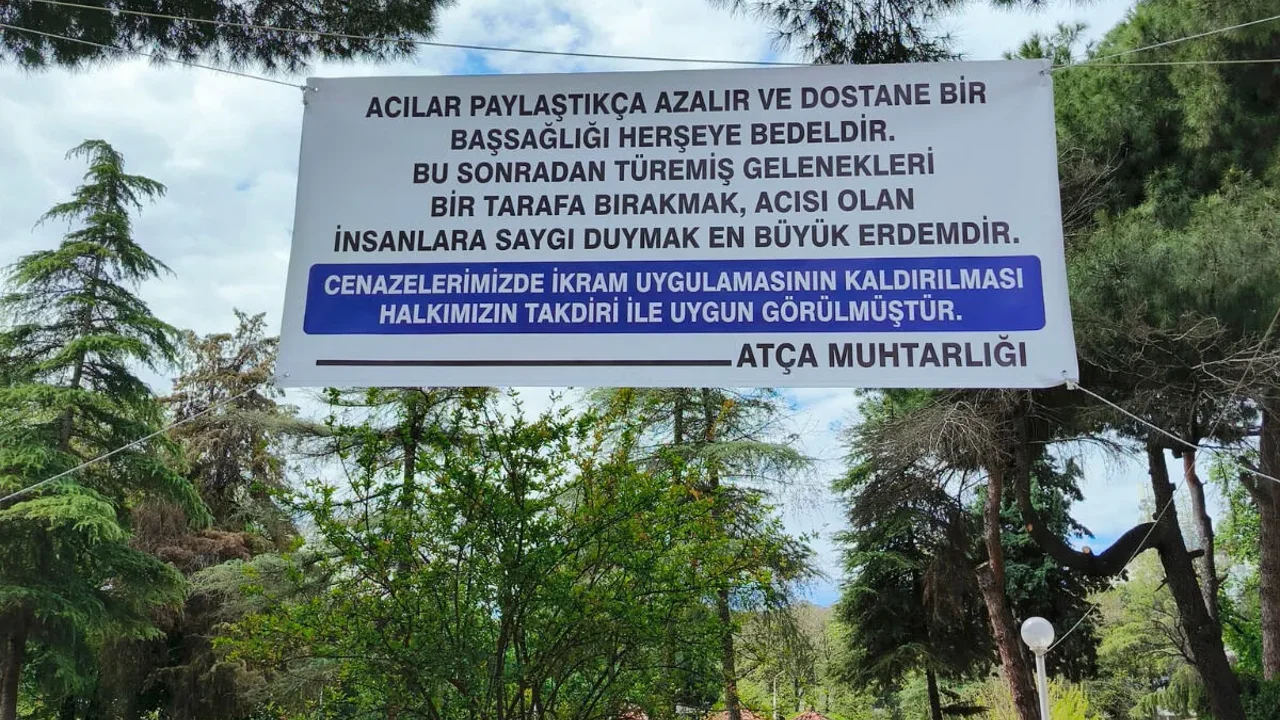 ACILAR PAYLAŞTIKÇA AZALIR VE DOSTANE BİR
BAŞSAĞLIĞI HERŞEYE BEDELDİR.
BU SONRADAN TÜREMİŞ GELENEKLERİ
BİR TARAFA BIRAKMAK, ACISI OLAN
İNSANLARA SAYGI DUYMAK EN BÜYÜK ERDEMDİR.
CENAZELERİMİZDE İKRAM UYGULAMASININ KALDIRILMASI
HALKIMIZIN TAKDİRİ İLE UYGUN GÖRÜLMÜŞTÜR.
ATÇA MUHTARLIĞI